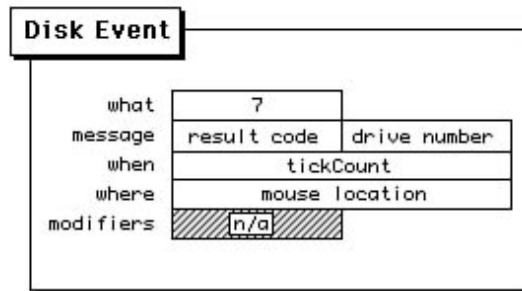 Disk Event
what 7
message result code drive number
when tickCount
where mouse location
modifiers n/a